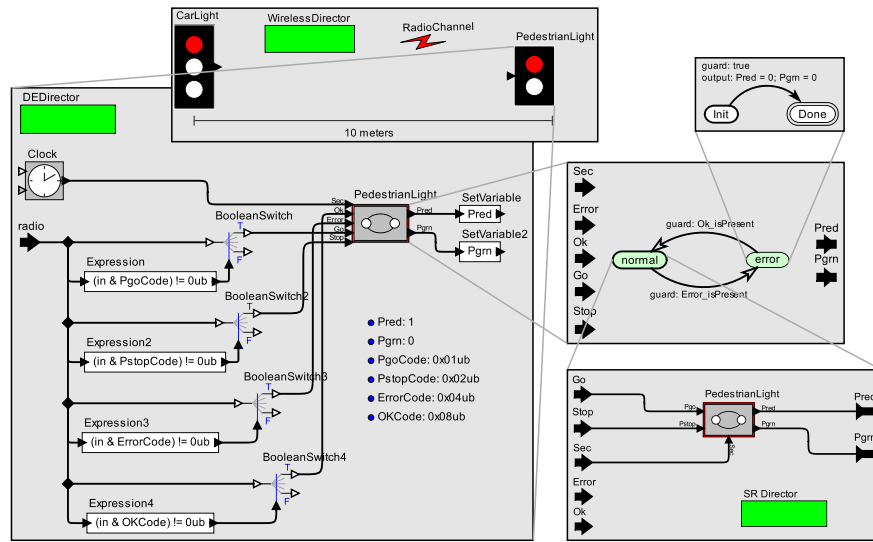 CarLight
WirelessDirector
RadioChannel
PedestrianLight
10 meters
DEDirector
Clock
radio
BooleanSwitch
T
F
Expression
(in & PgoCode) != 0ub
BooleanSwitch2
T
F
Expression2
(in & PstopCode) != 0ub
BooleanSwitch3
T
F
Expression3
(in & ErrorCode) != 0ub
BooleanSwitch4
T
F
Expression4
(in & OKCode) != 0ub
PedestrianLight
Sec
Ok
Error
Go
Stop
Pred
Pgrn
SetVariable
Pred
SetVariable2
Pgrn
Pred: 1
Pgrn: 0
PgoCode: 0x01ub
PstopCode: 0x02ub
ErrorCode: 0x04ub
OKCode: 0x08ub
guard: true
output: Pred = 0; Pgrn = 0
Init
Done
Sec
Error
Ok
Go
Stop
guard: Ok_isPresent
normal
error
guard: Error_isPresent
Pred
Pgrn
Go
Stop
Sec
Error
Ok
PedestrianLight
Pgo
Pstop
Sec
Pred
Pgrn
Pred
Pgrn
SR Director